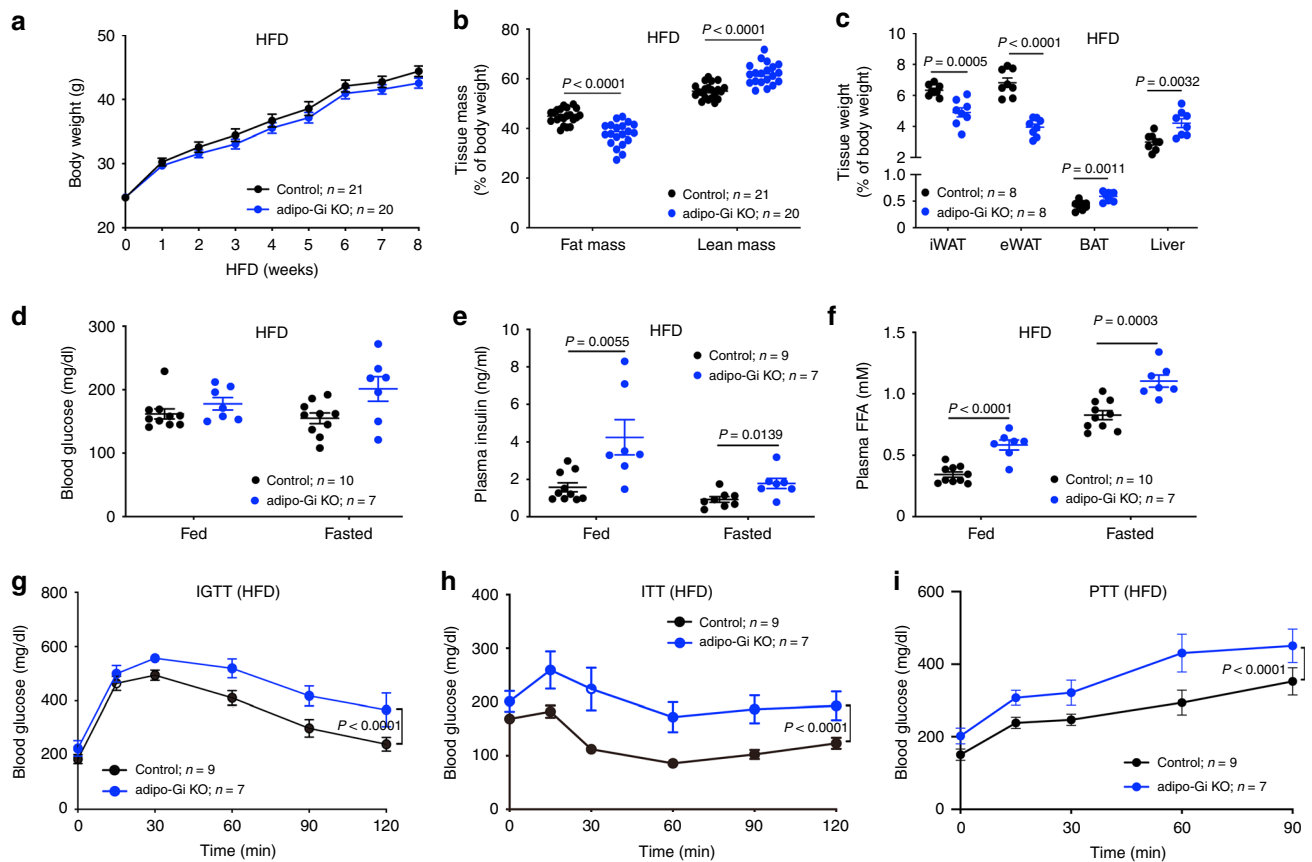 a
HFD
Body weight (g)
50
40
30
20
Control; n = 21
adipo-Gi KO; n = 20
0 1 2 3 4 5 6 7 8
HFD (weeks)
b
HFD
Tissue mass
(% of body weight)
80
60
40
20
0
P < 0.0001
P < 0.0001
Control; n = 21
adipo-Gi KO; n = 20
Fat mass Lean mass
c
HFD
Tissue weight
(% of body weight)
10
8
6
4
2
1.0
0.5
0.0
P = 0.0005
P < 0.0001
P = 0.0011
P = 0.0032
Control; n = 8
adipo-Gi KO; n = 8
iWAT eWAT BAT Liver
d
HFD
Blood glucose (mg/dl)
300
200
100
0
Control; n = 10
adipo-Gi KO; n = 7
Fed Fasted
e
HFD
Plasma insulin (ng/ml)
10
8
6
4
2
0
P = 0.0055
P = 0.0139
Control; n = 9
adipo-Gi KO; n = 7
Fed Fasted
f
HFD
Plasma FFA (mM)
1.5
1.0
0.5
0.0
P < 0.0001
P = 0.0003
Control; n = 10
adipo-Gi KO; n = 7
Fed Fasted
g
IGTT (HFD)
Blood glucose (mg/dl)
800
600
400
200
0
P < 0.0001
Control; n = 9
adipo-Gi KO; n = 7
0 30 60 90 120
Time (min)
h
ITT (HFD)
Blood glucose (mg/dl)
400
300
200
100
0
Control; n = 9
adipo-Gi KO; n = 7
P < 0.0001
0 30 60 90 120
Time (min)
i
PTT (HFD)
Blood glucose (mg/dl)
600
400
200
0
P < 0.0001
Control; n = 9
adipo-Gi KO; n = 7
0 30 60 90
Time (min)